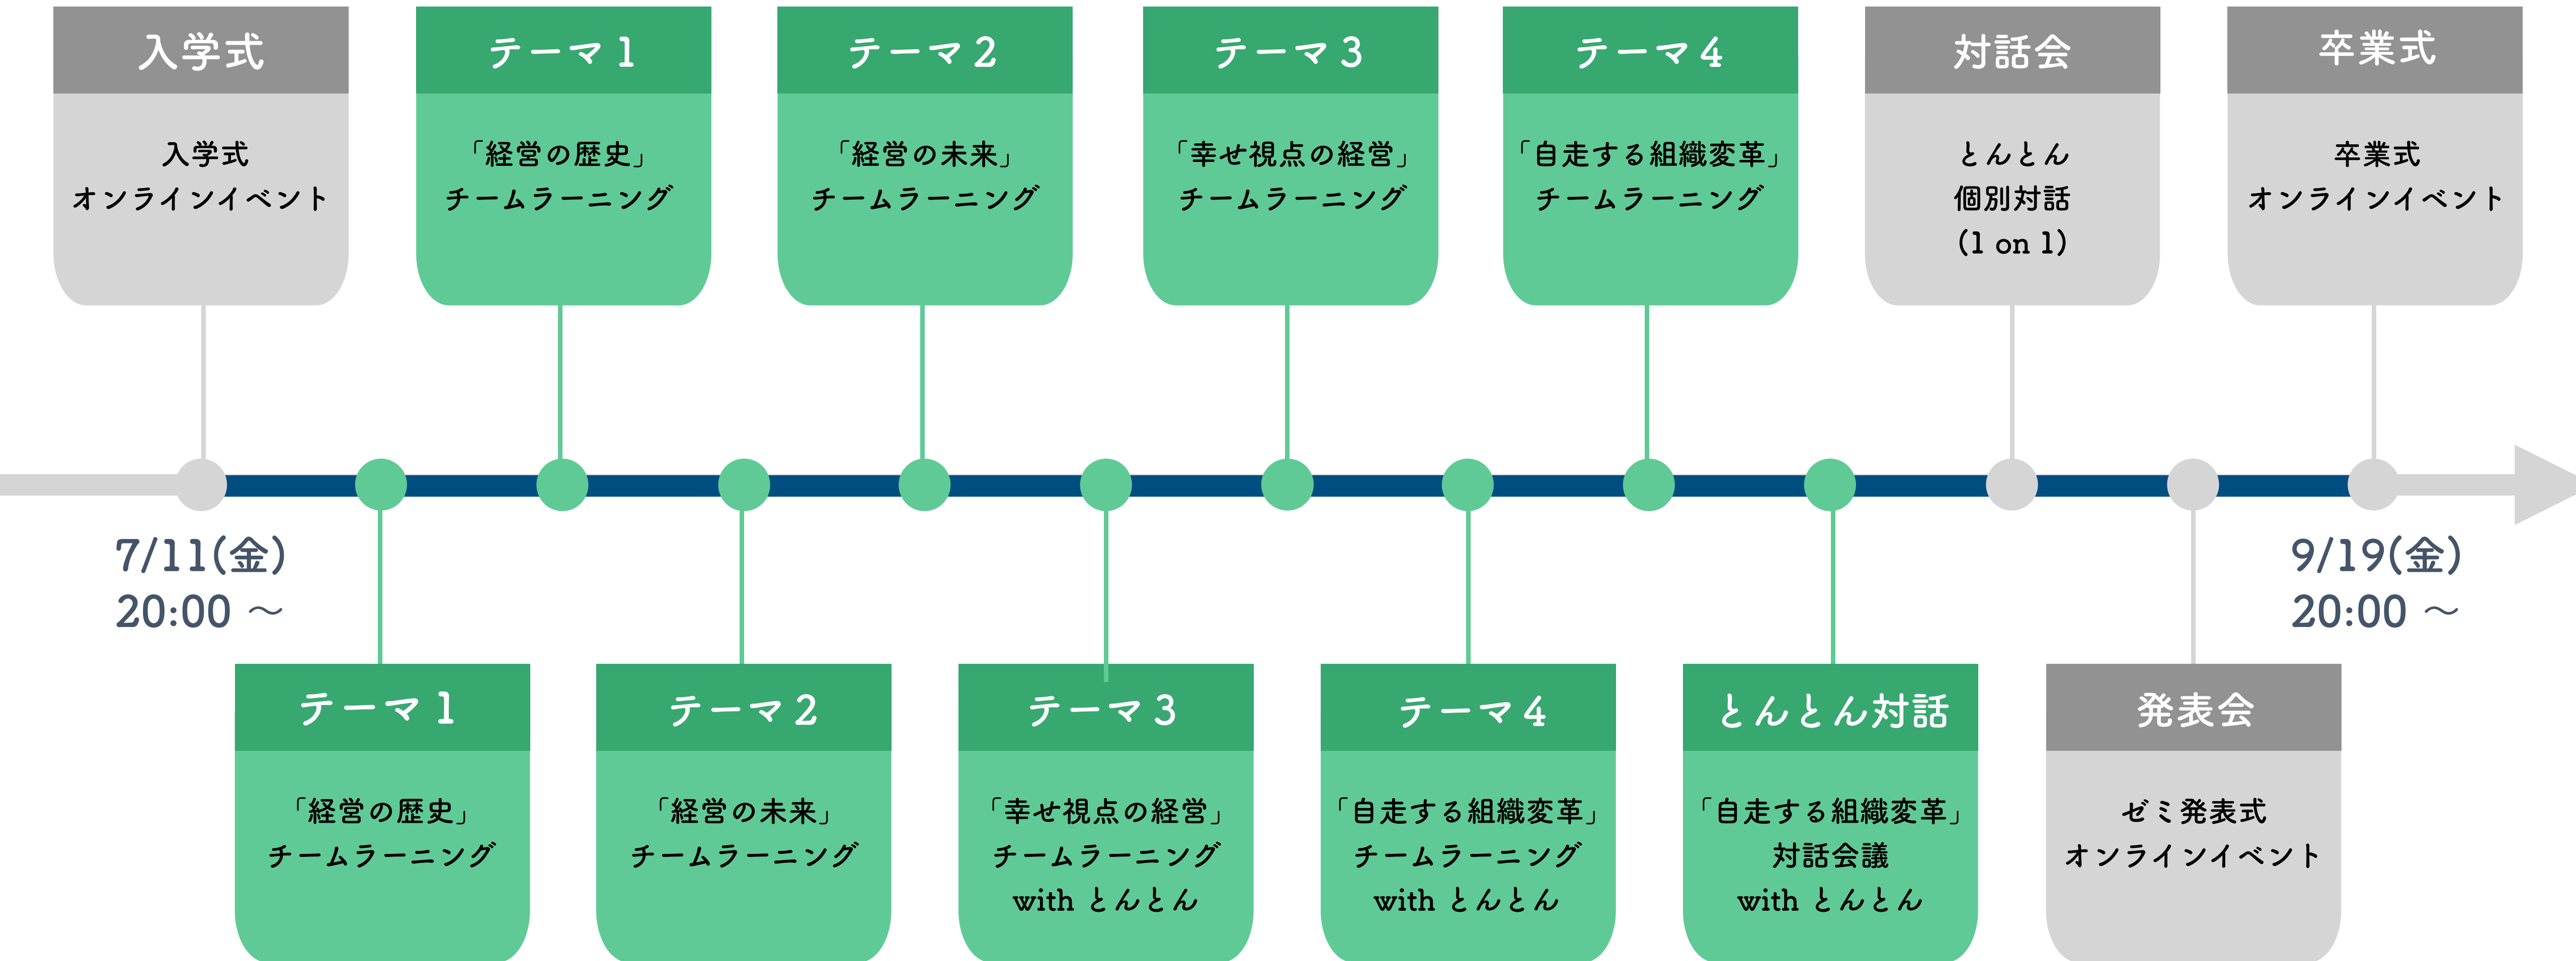 入学式
入学式
オンラインイベント
テーマ 1
「経営の歴史」
チームラーニング
テーマ 2
「経営の未来」
チームラーニング
テーマ 3
「幸せ視点の経営」
チームラーニング
テーマ 4
「自走する組織変革」
チームラーニング
対話会
とんとん
個別対話
(1 on 1)
卒業式
卒業式
オンラインイベント
7/11(金)
20:00 ～
9/19(金)
20:00 ～
テーマ 1
「経営の歴史」
チームラーニング
テーマ 2
「経営の未来」
チームラーニング
テーマ 3
「幸せ視点の経営」
チームラーニング
with とんとん
テーマ 4
「自走する組織変革」
チームラーニング
with とんとん
とんとん対話
「自走する組織変革」
対話会議
with とんとん
発表会
ゼミ発表式
オンラインイベント